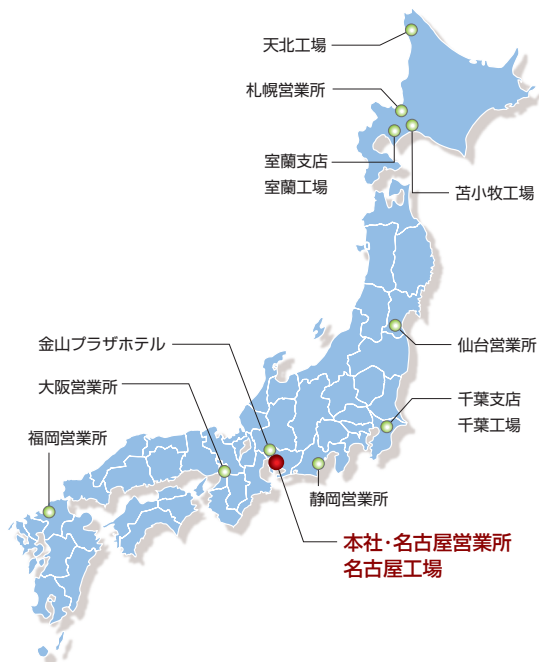 天北工場
札幌営業所
室蘭支店
室蘭工場
苫小牧工場
金山プラザホテル
仙台営業所
大阪営業所
千葉支店
千葉工場
福岡営業所
静岡営業所
本社・名古屋営業所
名古屋工場